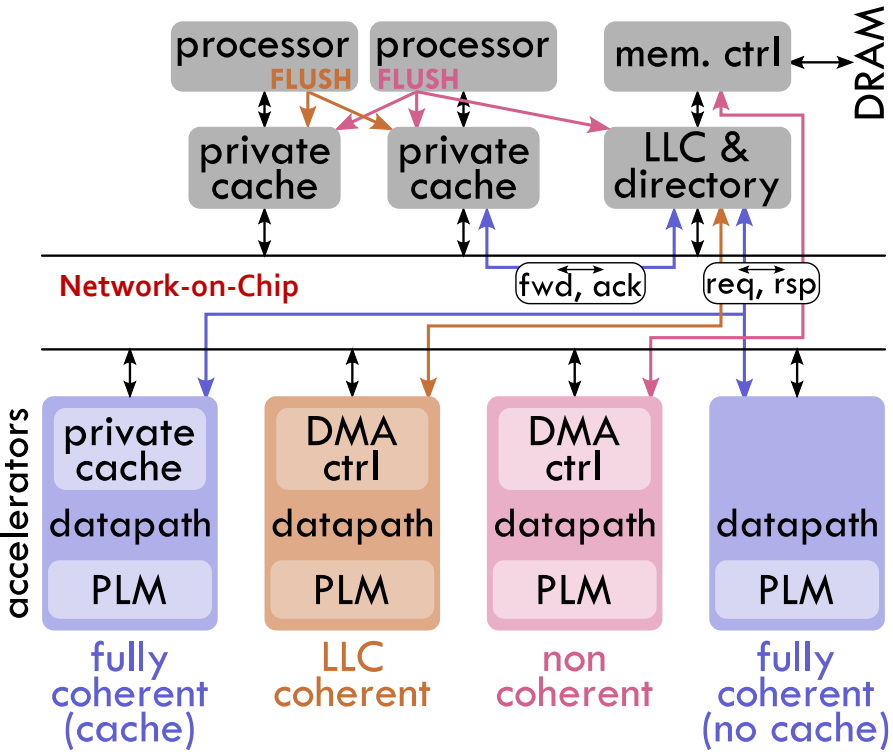 processor
FLUSH
processor
FLUSH
mem. ctrl
DRAM
private
cache
private
cache
LLC &
directory
Network-on-Chip
fwd, ack
req, rsp
accelerators
private
cache
datapath
PLM
DMA
ctrl
datapath
PLM
DMA
ctrl
datapath
PLM
datapath
PLM
fully
coherent
(cache)
LLC
coherent
non
coherent
fully
coherent
(no cache)